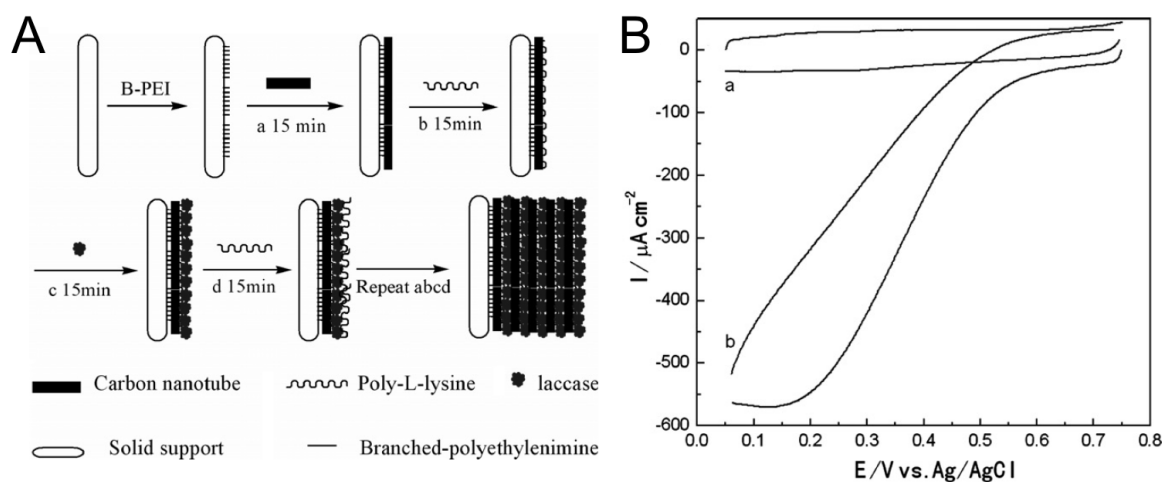 A
B-PEI
a 15 min
b 15min
c 15min
d 15min
Repeat abcd
Carbon nanotube
Poly-L-lysine
laccase
Solid support
Branched-polyethylenimine
B
I / μA cm⁻²
0
-100
-200
-300
-400
-500
-600
a
b
0.0 0.1 0.2 0.3 0.4 0.5 0.6 0.7 0.8
E/V vs.Ag/AgCl